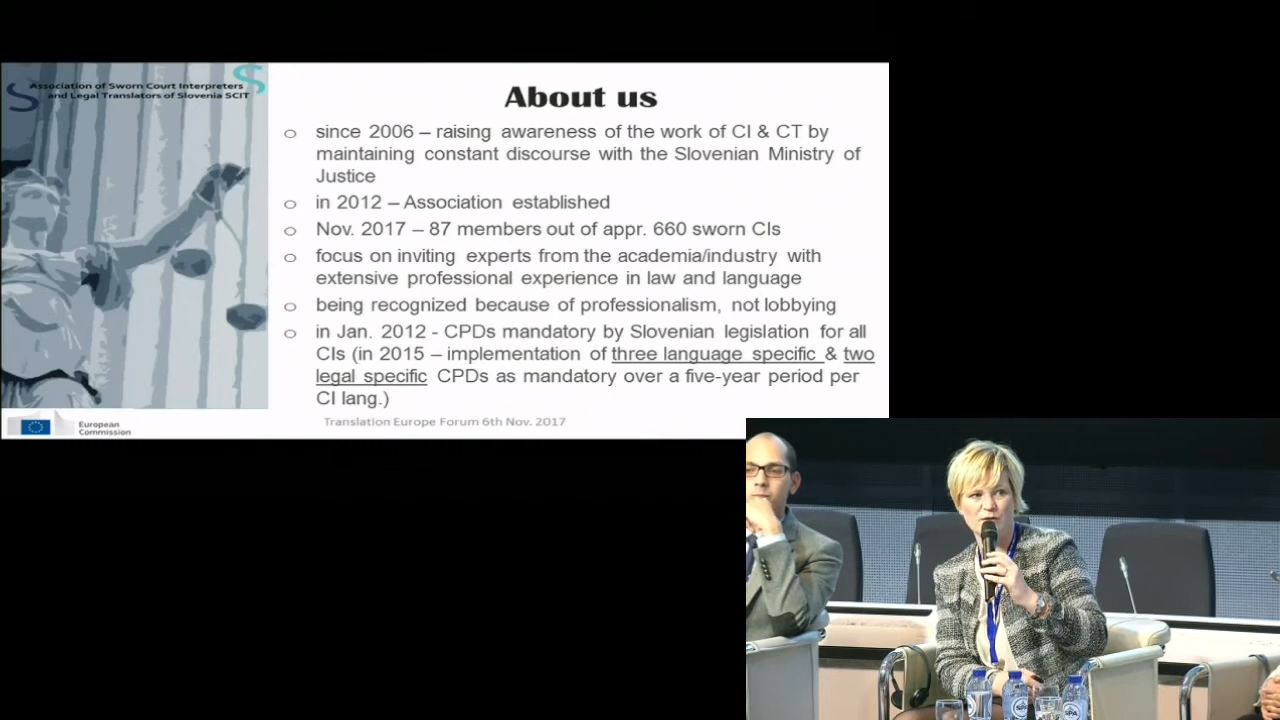 Association of Sworn Court Interpreters
and Legal Translators of Slovenia SCIT
About us
since 2006 – raising awareness of the work of CI & CT by
maintaining constant discourse with the Slovenian Ministry of
Justice
in 2012 – Association established
Nov. 2017 – 87 members out of appr. 660 sworn CIs
focus on inviting experts from the academia/industry with
extensive professional experience in law and language
being recognized because of professionalism, not lobbying
in Jan. 2012 - CPDs mandatory by Slovenian legislation for all
CIs (in 2015 – implementation of three language specific & two
legal specific CPDs as mandatory over a five-year period per
CI lang.)
European
Commission
Translation Europe Forum 6th Nov. 2017
SPA
SPA